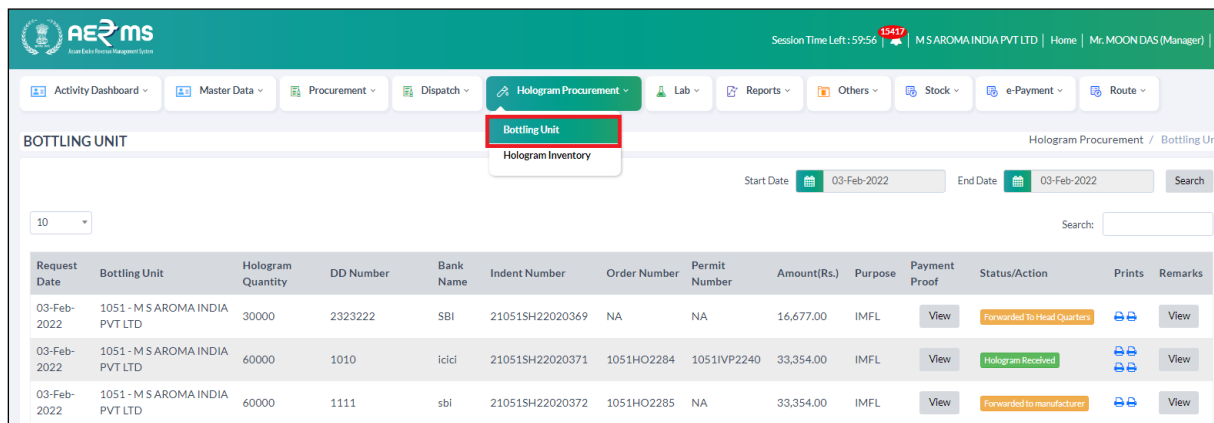 AE₹MS
Assam Excise Revenue Management System
Session Time Left : 59:56 15417 | M S AROMA INDIA PVT LTD | Home | Mr. MOON DAS (Manager) |
Activity Dashboard Master Data Procurement Dispatch Hologram Procurement Lab Reports Others Stock e-Payment Route
Bottling Unit
Hologram Inventory
BOTTLING UNIT Hologram Procurement / Bottling Un
Start Date 03-Feb-2022 End Date 03-Feb-2022 Search
10 Search:
Request Date Bottling Unit Hologram Quantity DD Number Bank Name Indent Number Order Number Permit Number Amount(Rs.) Purpose Payment Proof Status/Action Prints Remarks
03-Feb-2022 1051 - M S AROMA INDIA PVT LTD 30000 2323222 SBI 21051SH22020369 NA NA 16,677.00 IMFL View Forwarded To Head Quarters View
03-Feb-2022 1051 - M S AROMA INDIA PVT LTD 60000 1010 icici 21051SH22020371 1051HO2284 1051IVP2240 33,354.00 IMFL View Hologram Received View
03-Feb-2022 1051 - M S AROMA INDIA PVT LTD 60000 1111 sbi 21051SH22020372 1051HO2285 NA 33,354.00 IMFL View Forwarded to manufacturer View